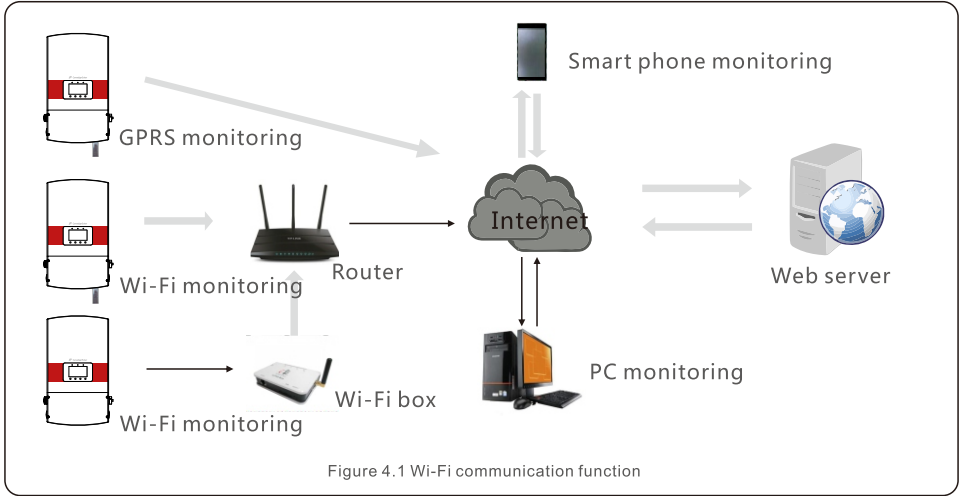 Smart phone monitoring
GPRS monitoring
Internet
Router
Web server
Wi-Fi monitoring
PC monitoring
Wi-Fi box
Wi-Fi monitoring
Figure 4.1 Wi-Fi communication function